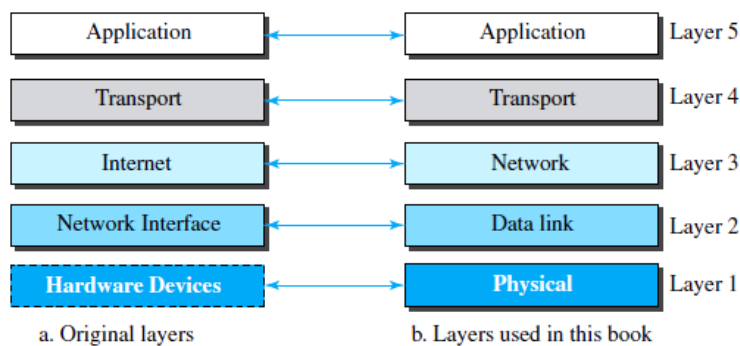 Application Application Layer 5
Transport Transport Layer 4
Internet Network Layer 3
Network Interface Data link Layer 2
Hardware Devices Physical Layer 1
a. Original layers b. Layers used in this book